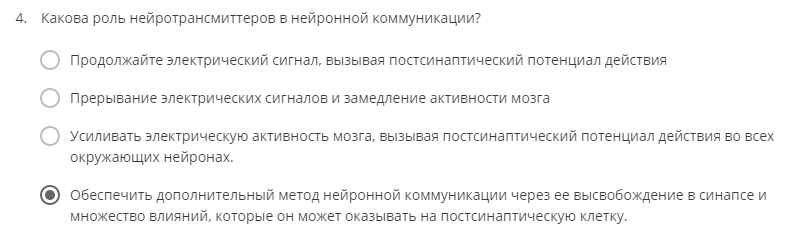 4. Какова роль нейротрансмиттеров в нейронной коммуникации?
Продолжайте электрический сигнал, вызывая постсинаптический потенциал действия
Прерывание электрических сигналов и замедление активности мозга
Усиливать электрическую активность мозга, вызывая постсинаптический потенциал действия во всех
окружающих нейронах.
Обеспечить дополнительный метод нейронной коммуникации через ее высвобождение в синапсе и
множество влияний, которые он может оказывать на постсинаптическую клетку.